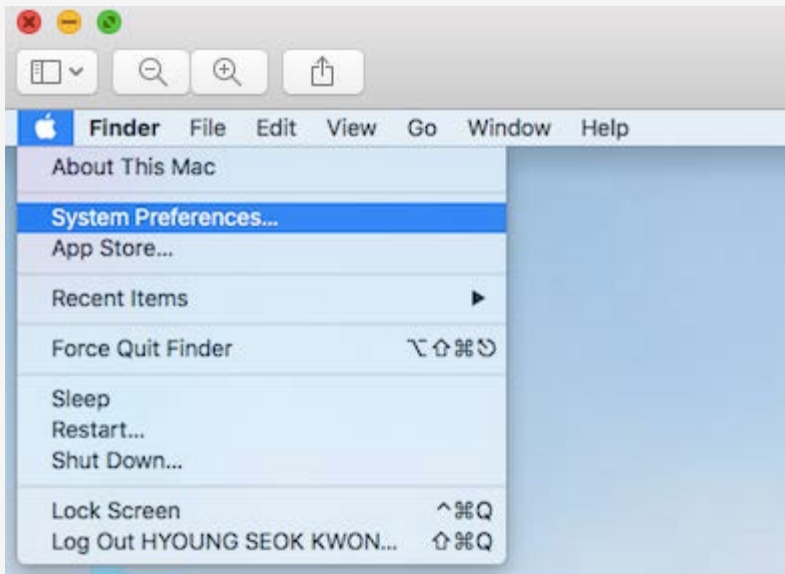 Finder File Edit View Go Window Help
About This Mac
System Preferences...
App Store...
Recent Items
Force Quit Finder ⌥⇧⌘⎋
Sleep
Restart...
Shut Down...
Lock Screen ^⌘Q
Log Out HYOUNG SEOK KWON... ⇧⌘Q